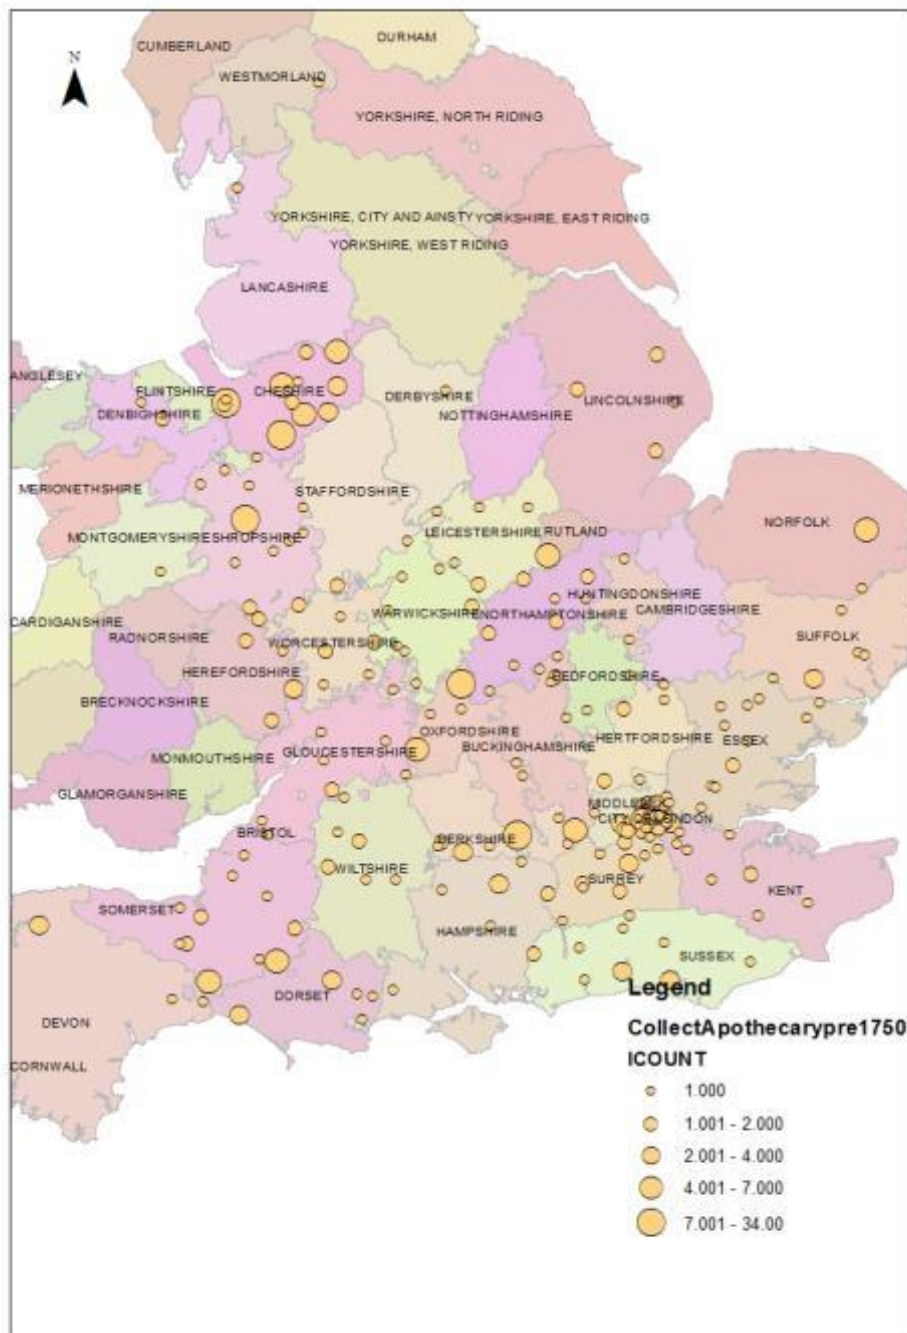 DURHAM
CUMBERLAND
N
WESTMORLAND
YORKSHIRE, NORTH RIDING
YORKSHIRE, CITY AND AINSTY
YORKSHIRE, EAST RIDING
YORKSHIRE, WEST RIDING
LANCASHIRE
ANGLESEY
FLINTSHIRE
CHESHIRE
DERBYSHIRE
LINCOLNSHIRE
DENBIGHSHIRE
NOTTINGHAMSHIRE
MERIONETHSHIRE
STAFFORDSHIRE
NORFOLK
MONTGOMERYSHIRE
SHROPSHIRE
LEICESTERSHIRE
RUTLAND
HUNTINGDONSHIRE
CARDIGANSHIRE
WARWICKSHIRE
NORTHAMPTONSHIRE
CAMBRIDGESHIRE
RADNORSHIRE
WORCESTERSHIRE
SUFFOLK
HEREFORDSHIRE
BEDFORDSHIRE
BRECKNOCKSHIRE
OXFORDSHIRE
HERTFORDSHIRE
ESSEX
MONMOUTHSHIRE
GLOUCESTERSHIRE
BUCKINGHAMSHIRE
GLAMORGANSHIRE
MIDDLESEX
CITY OF LONDON
BRISTOL
BERKSHIRE
WILTSHIRE
SURREY
KENT
SOMERSET
HAMPSHIRE
SUSSEX
DORSET
Legend
DEVON
CollectApothecarypre1750
CORNWALL
ICOUNT
1.000
1.001 - 2.000
2.001 - 4.000
4.001 - 7.000
7.001 - 34.00